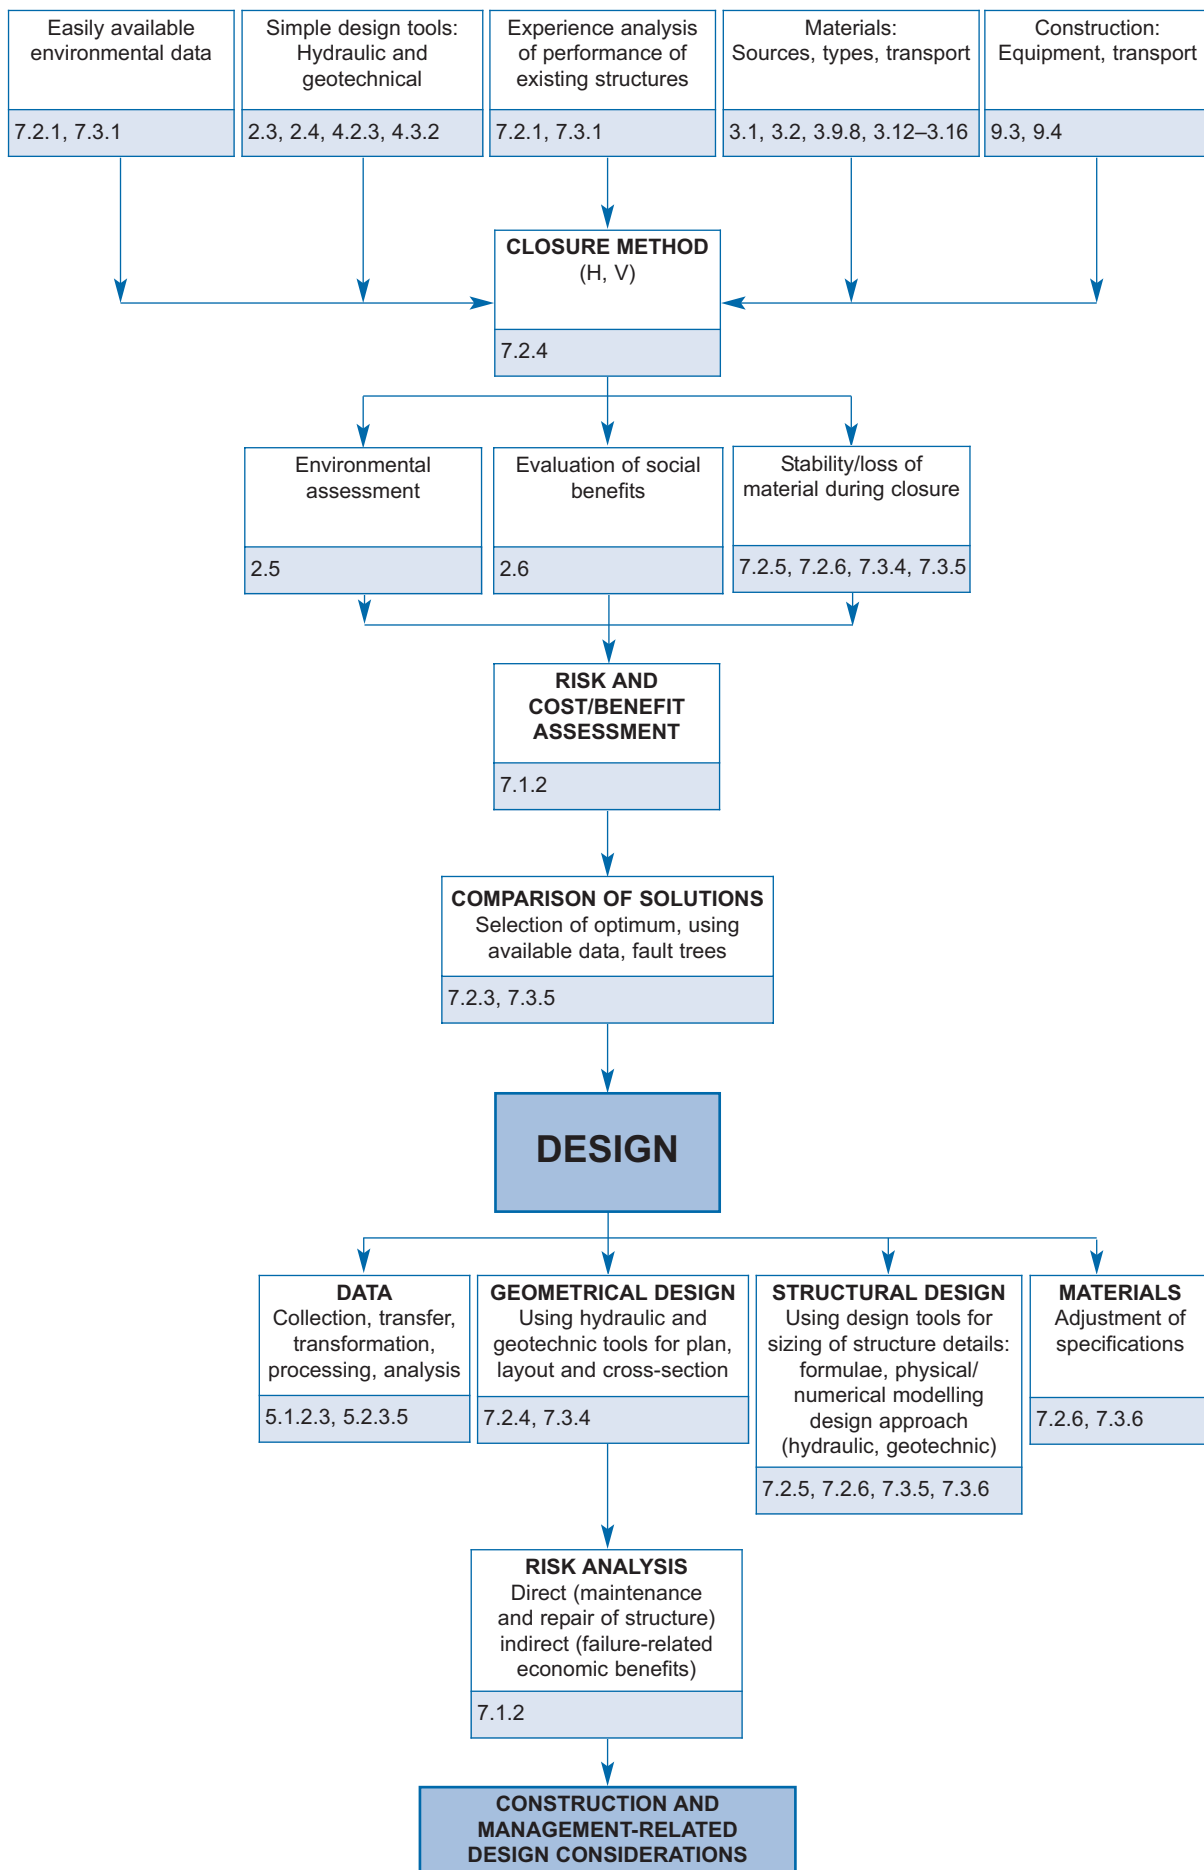 Easily available
environmental data
7.2.1, 7.3.1
Simple design tools:
Hydraulic and
geotechnical
2.3, 2.4, 4.2.3, 4.3.2
Experience analysis
of performance of
existing structures
7.2.1, 7.3.1
Materials:
Sources, types, transport
3.1, 3.2, 3.9.8, 3.12–3.16
Construction:
Equipment, transport
9.3, 9.4
CLOSURE METHOD
(H, V)
7.2.4
Environmental
assessment
2.5
Evaluation of social
benefits
2.6
Stability/loss of
material during closure
7.2.5, 7.2.6, 7.3.4, 7.3.5
RISK AND
COST/BENEFIT
ASSESSMENT
7.1.2
COMPARISON OF SOLUTIONS
Selection of optimum, using
available data, fault trees
7.2.3, 7.3.5
DESIGN
DATA
Collection, transfer,
transformation,
processing, analysis
5.1.2.3, 5.2.3.5
GEOMETRICAL DESIGN
Using hydraulic and
geotechnic tools for plan,
layout and cross-section
7.2.4, 7.3.4
STRUCTURAL DESIGN
Using design tools for
sizing of structure details:
formulae, physical/
numerical modelling
design approach
(hydraulic, geotechnic)
7.2.5, 7.2.6, 7.3.5, 7.3.6
MATERIALS
Adjustment of
specifications
7.2.6, 7.3.6
RISK ANALYSIS
Direct (maintenance
and repair of structure)
indirect (failure-related
economic benefits)
7.1.2
CONSTRUCTION AND
MANAGEMENT-RELATED
DESIGN CONSIDERATIONS